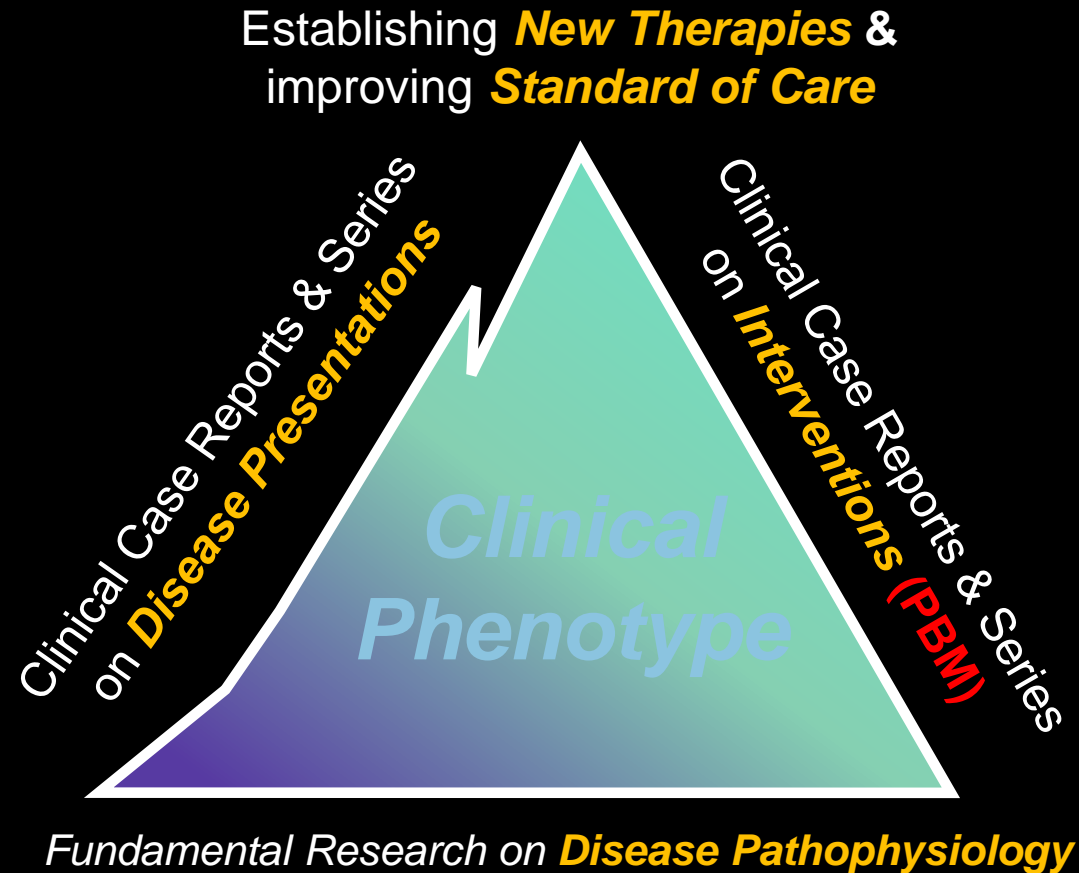 Establishing New Therapies &
improving Standard of Care
Clinical Case Reports & Series
on Disease Presentations
Clinical Case Reports & Series
on Interventions (PBM)
Clinical
Phenotype
Fundamental Research on Disease Pathophysiology